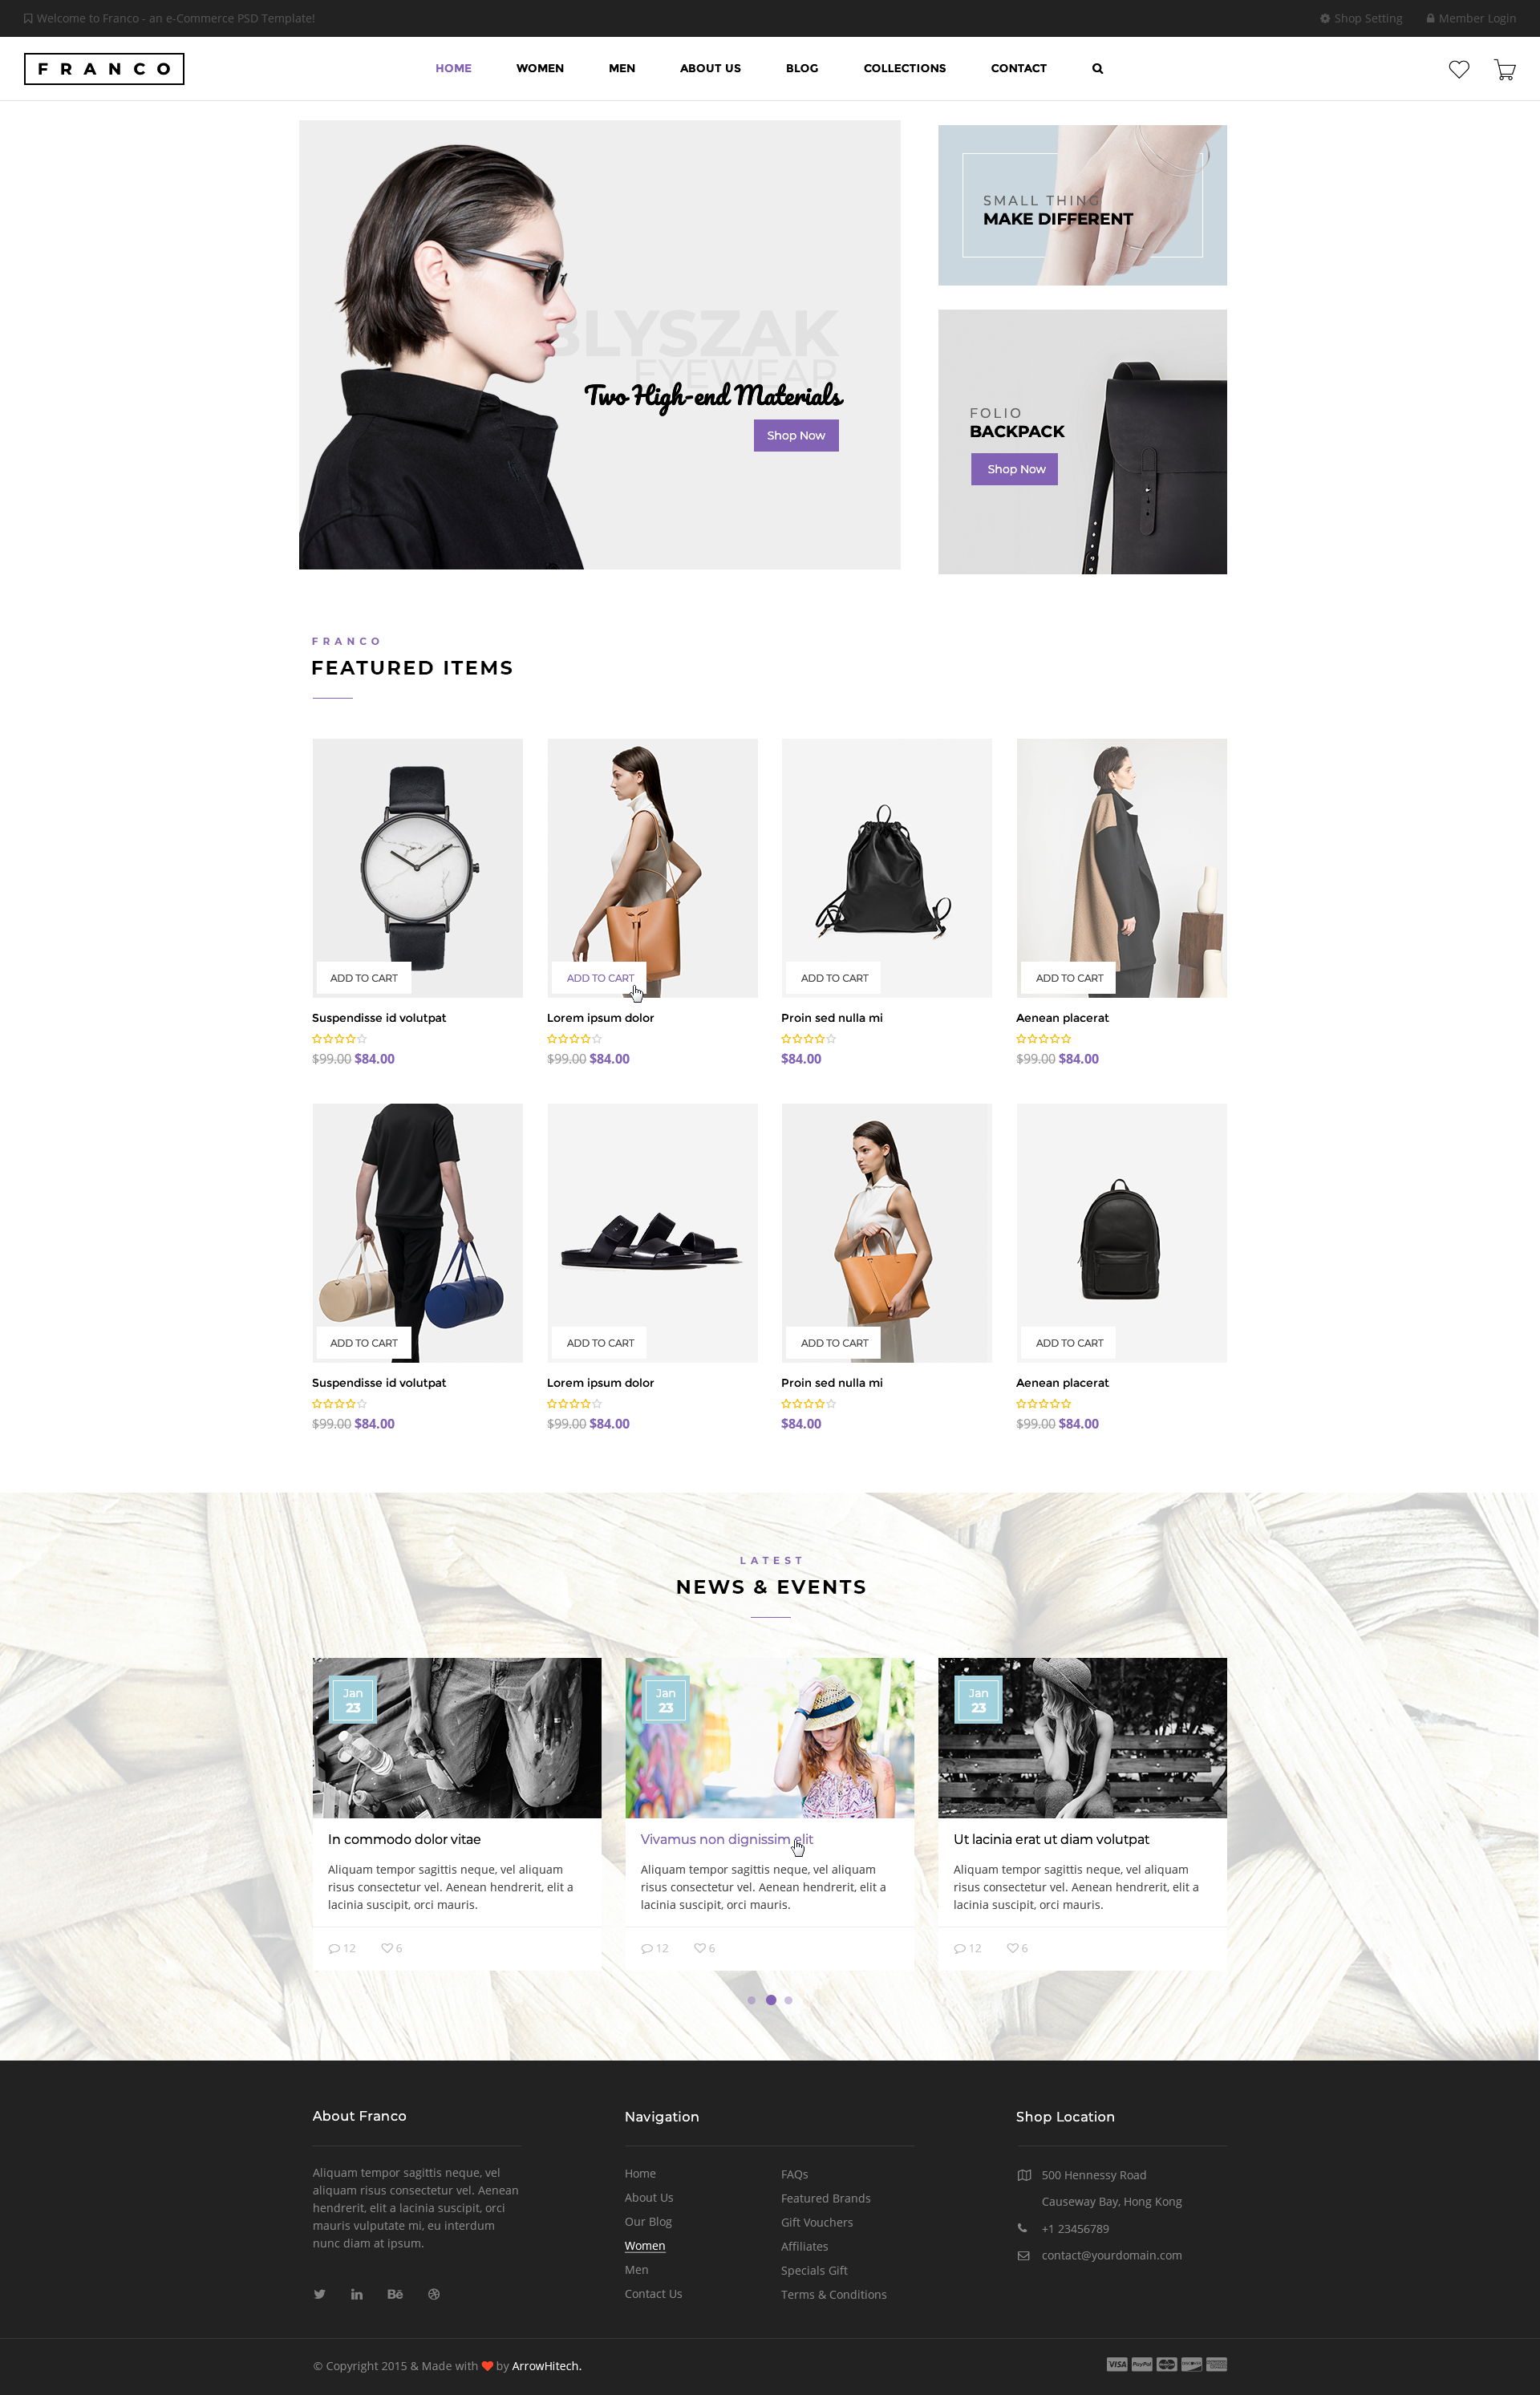 Welcome to Franco - an e-Commerce PSD Template!
Shop Setting
Member Login
FRANCO
HOME
WOMEN
MEN
ABOUT US
BLOG
COLLECTIONS
CONTACT
BLYSZAK
EYEWEAR
Two High-end Materials
Shop Now
SMALL THING
MAKE DIFFERENT
FOLIO
BACKPACK
Shop Now
FRANCO
FEATURED ITEMS
ADD TO CART
Suspendisse id volutpat
$99.00 $84.00
ADD TO CART
Lorem ipsum dolor
$99.00 $84.00
ADD TO CART
Proin sed nulla mi
$84.00
ADD TO CART
Aenean placerat
$99.00 $84.00
ADD TO CART
Suspendisse id volutpat
$99.00 $84.00
ADD TO CART
Lorem ipsum dolor
$99.00 $84.00
ADD TO CART
Proin sed nulla mi
$84.00
ADD TO CART
Aenean placerat
$99.00 $84.00
LATEST
NEWS & EVENTS
Jan
23
In commodo dolor vitae
Aliquam tempor sagittis neque, vel aliquam
risus consectetur vel. Aenean hendrerit, elit a
lacinia suscipit, orci mauris.
12 6
Jan
23
Vivamus non dignissim elit
Aliquam tempor sagittis neque, vel aliquam
risus consectetur vel. Aenean hendrerit, elit a
lacinia suscipit, orci mauris.
12 6
Jan
23
Ut lacinia erat ut diam volutpat
Aliquam tempor sagittis neque, vel aliquam
risus consectetur vel. Aenean hendrerit, elit a
lacinia suscipit, orci mauris.
12 6
About Franco
Aliquam tempor sagittis neque, vel
aliquam risus consectetur vel. Aenean
hendrerit, elit a lacinia suscipit, orci
mauris vulputate mi, eu interdum
nunc diam at ipsum.
Bē
Navigation
Home
About Us
Our Blog
Women
Men
Contact Us
FAQs
Featured Brands
Gift Vouchers
Affiliates
Specials Gift
Terms & Conditions
Shop Location
500 Hennessy Road
Causeway Bay, Hong Kong
+1 23456789
contact@yourdomain.com
© Copyright 2015 & Made with by ArrowHitech.
VISA
PayPal